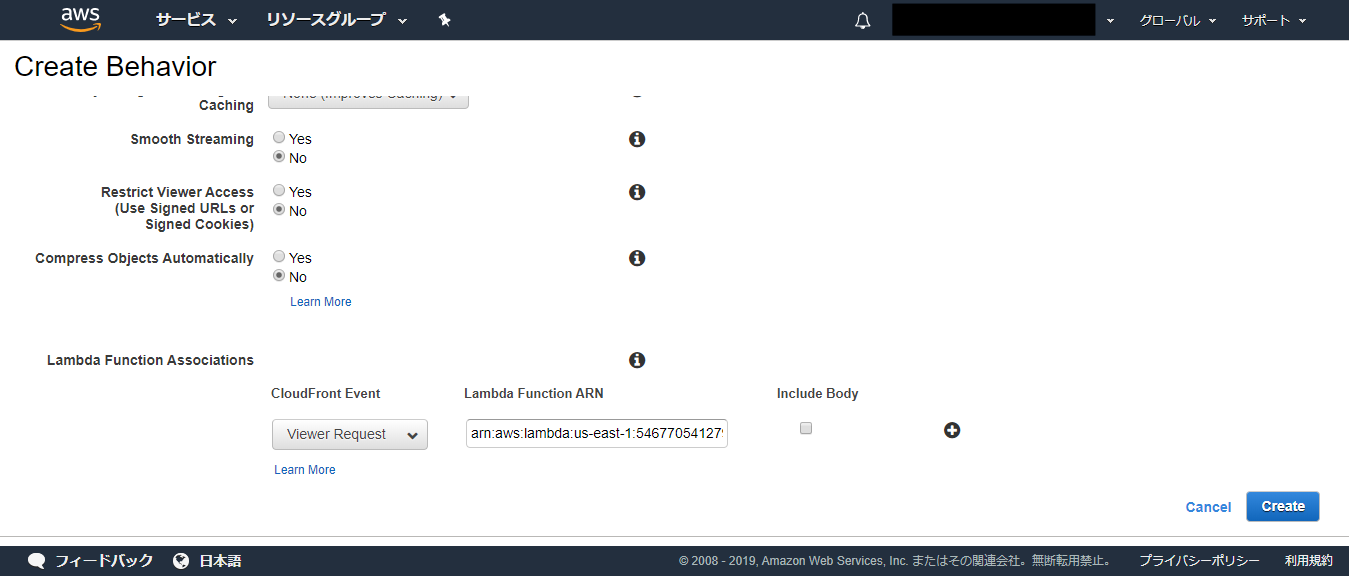 aws サービス リソースグループ グローバル サポート
Create Behavior
Caching
None (Improves Caching)
Smooth Streaming Yes
No
Restrict Viewer Access Yes
(Use Signed URLs or No
Signed Cookies)
Compress Objects Automatically Yes
No
Learn More
Lambda Function Associations
CloudFront Event Lambda Function ARN Include Body
Viewer Request arn:aws:lambda:us-east-1:54677054127
Learn More
Cancel Create
フィードバック 日本語 © 2008 - 2019, Amazon Web Services, Inc. またはその関連会社。無断転用禁止。 プライバシーポリシー 利用規約